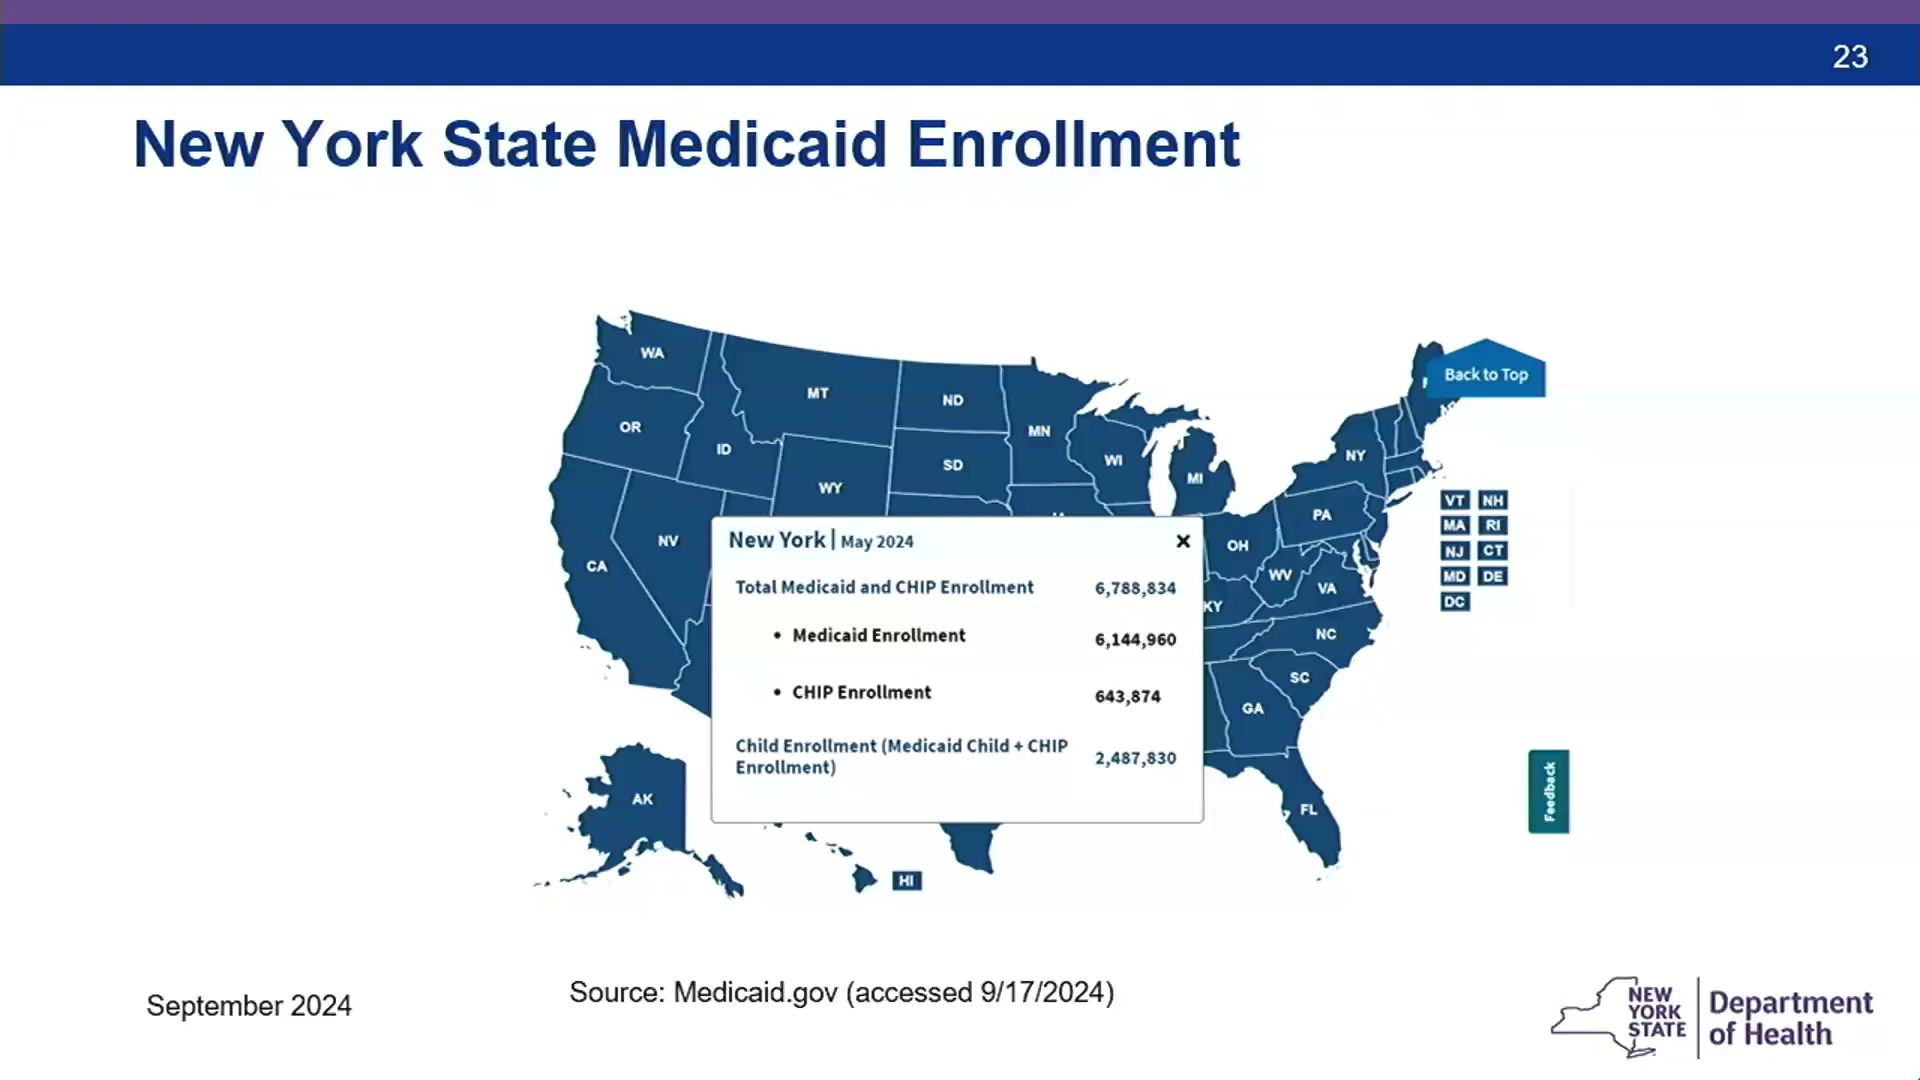 23
New York State Medicaid Enrollment
WA
MT
ND
MN
OR
ID
SD
WI
MI
NY
WY
Back to Top
VT NH
MA RI
NJ CT
MD DE
DC
PA
OH
NV
CA
WV
VA
KY
NC
SC
GA
FL
AK
HI
New York | May 2024
Total Medicaid and CHIP Enrollment 6,788,834
• Medicaid Enrollment 6,144,960
• CHIP Enrollment 643,874
Child Enrollment (Medicaid Child + CHIP
Enrollment) 2,487,830
Feedback
September 2024
Source: Medicaid.gov (accessed 9/17/2024)
NEW
YORK
STATE
Department
of Health